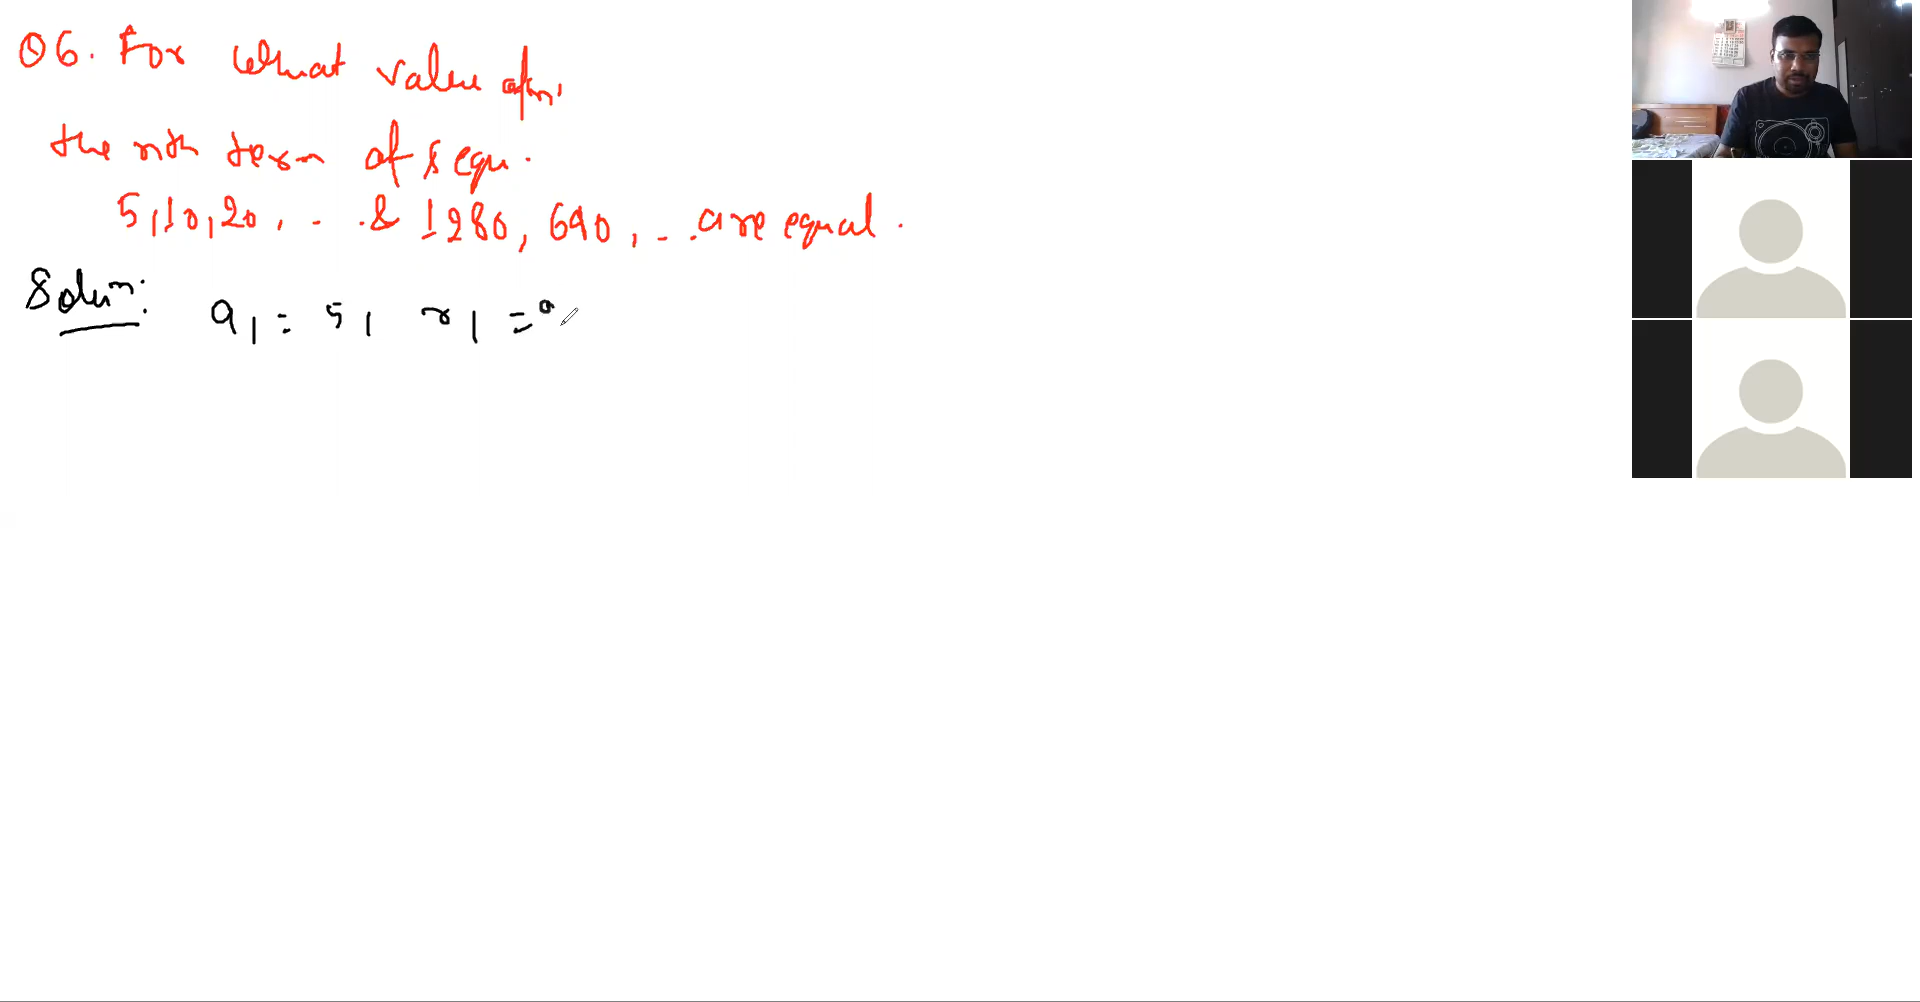 Q6. For what value of n,
the nth term of sequ.
5, 10, 20, . . . & 1280, 640, . . . are equal.
Soln:
a1 = 5, r1 = a